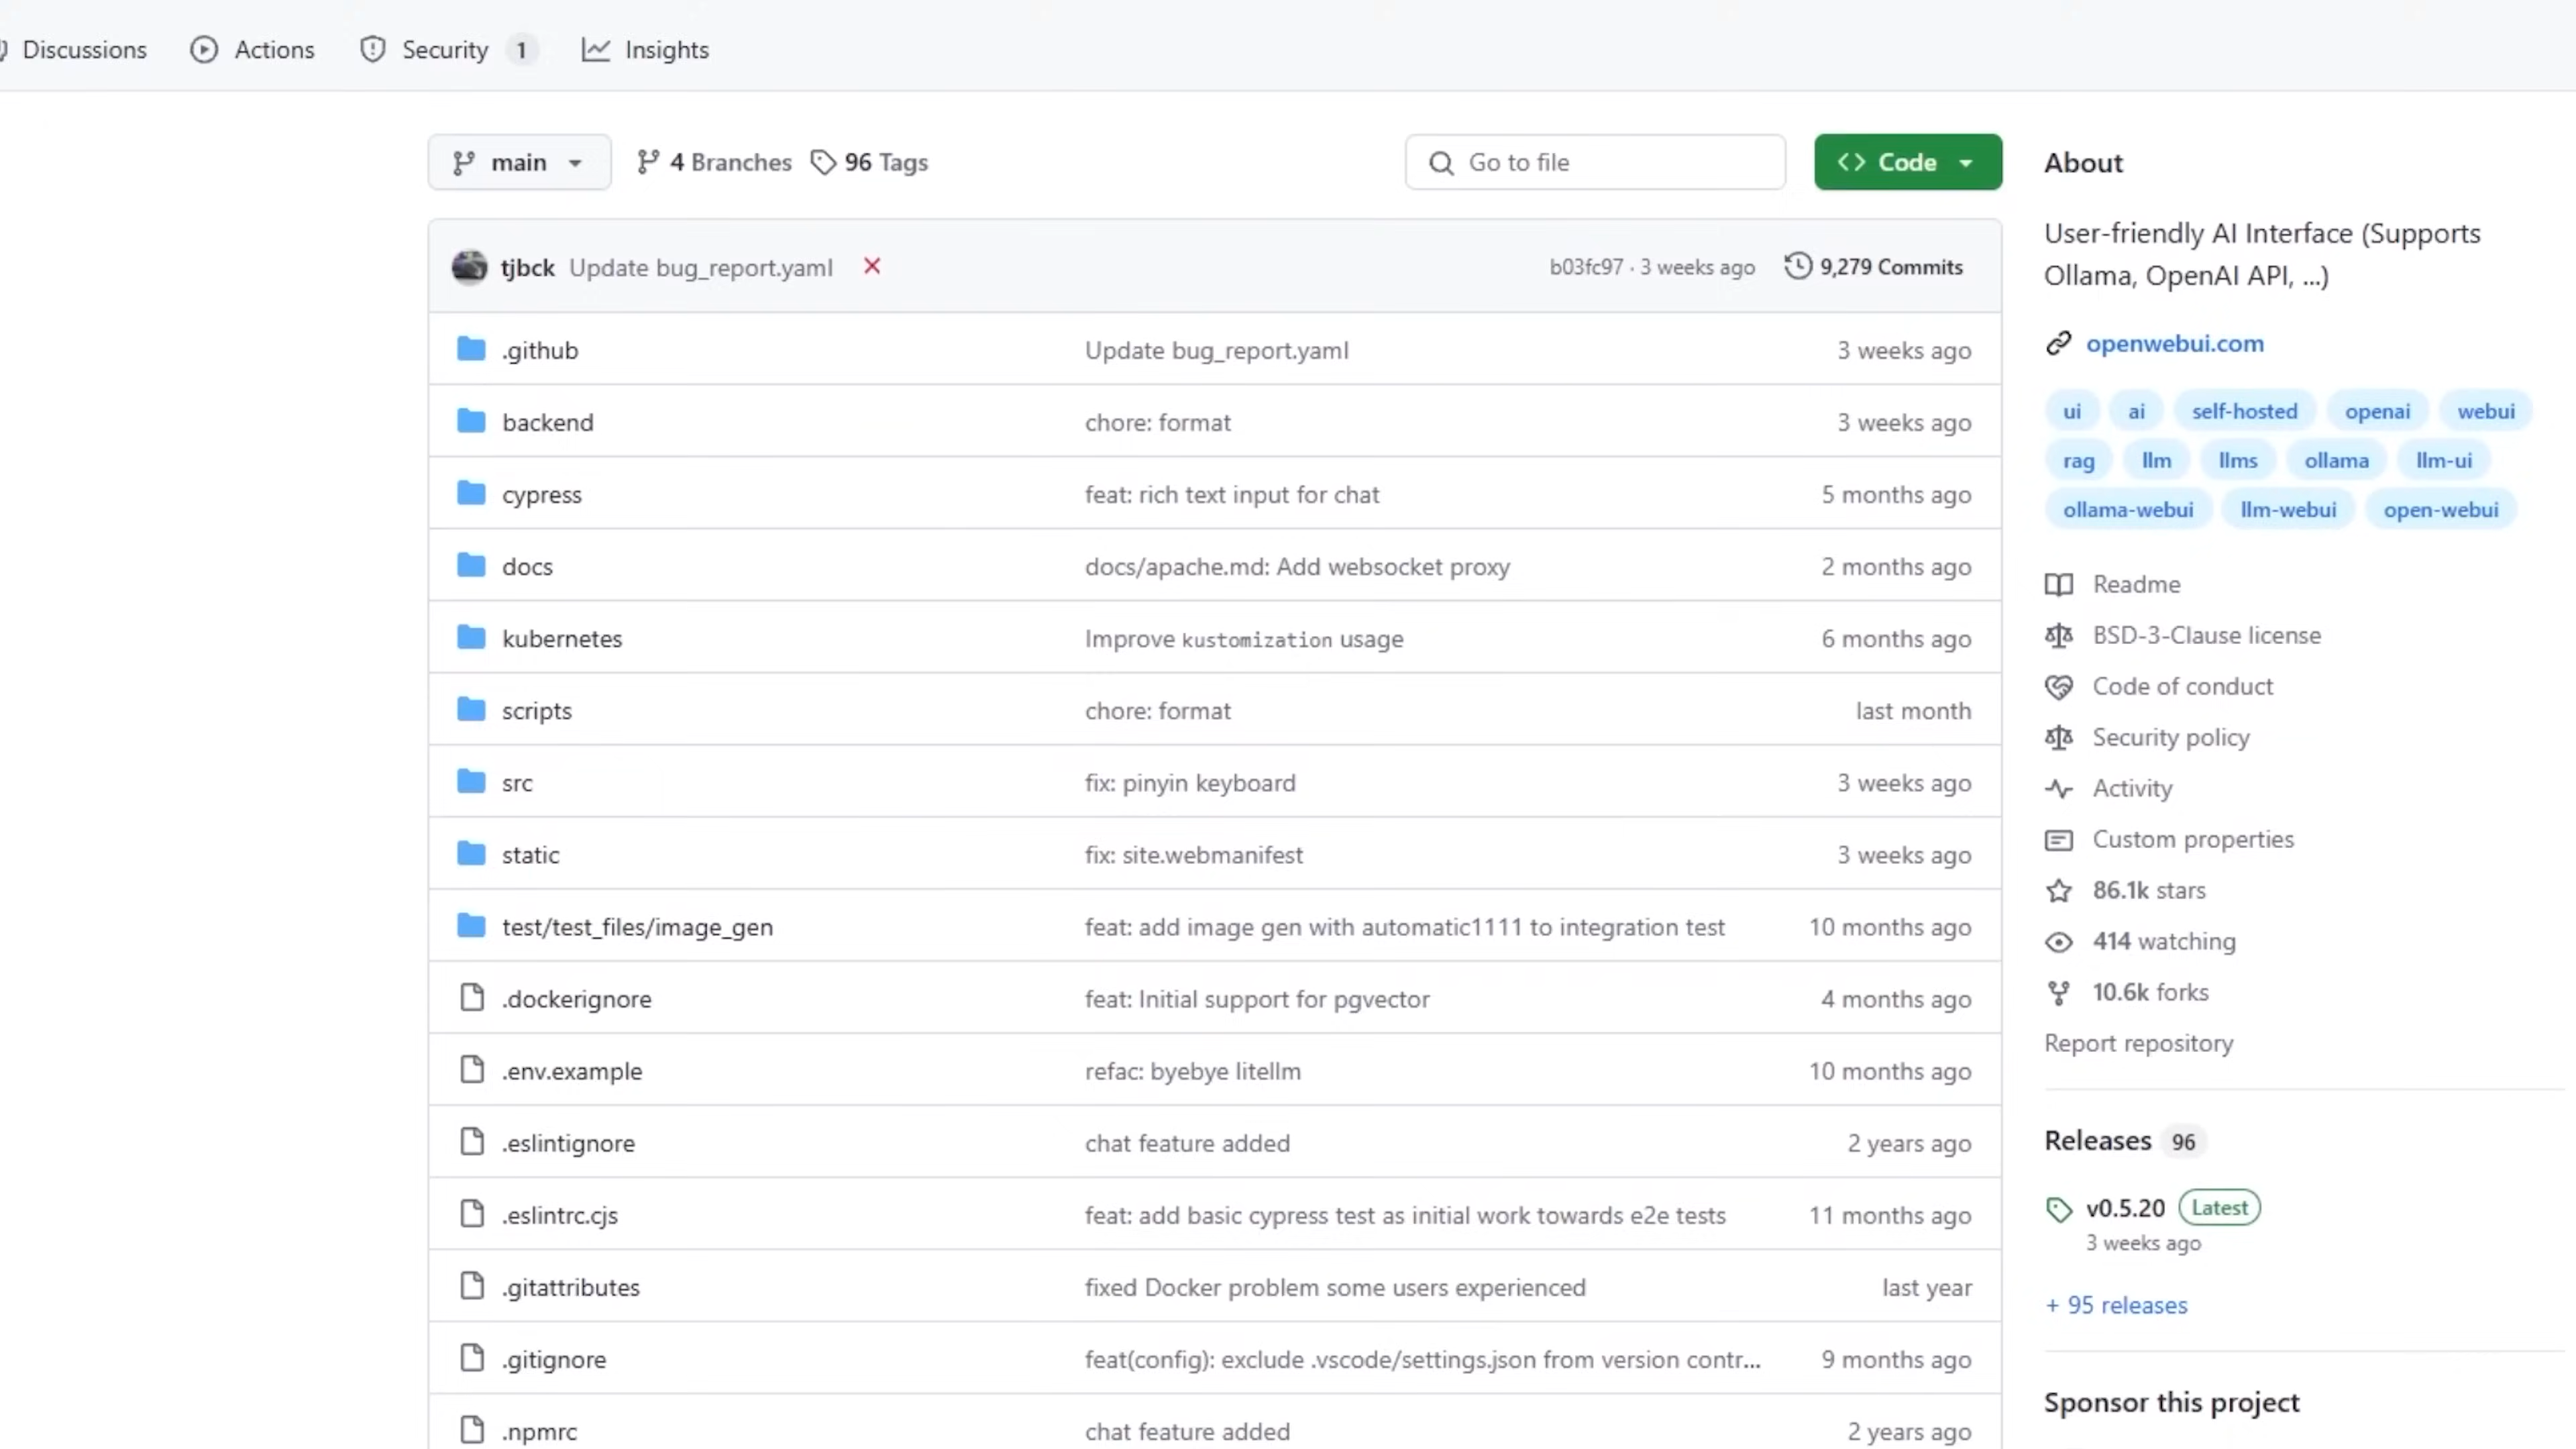 Discussions Actions Security 1 Insights
main 4 Branches 96 Tags Go to file Code
tjbck Update bug_report.yaml b03fc97 · 3 weeks ago 9,279 Commits
.github Update bug_report.yaml 3 weeks ago
backend chore: format 3 weeks ago
cypress feat: rich text input for chat 5 months ago
docs docs/apache.md: Add websocket proxy 2 months ago
kubernetes Improve kustomization usage 6 months ago
scripts chore: format last month
src fix: pinyin keyboard 3 weeks ago
static fix: site.webmanifest 3 weeks ago
test/test_files/image_gen feat: add image gen with automatic1111 to integration test 10 months ago
.dockerignore feat: Initial support for pgvector 4 months ago
.env.example refac: byebye litellm 10 months ago
.eslintignore chat feature added 2 years ago
.eslintrc.cjs feat: add basic cypress test as initial work towards e2e tests 11 months ago
.gitattributes fixed Docker problem some users experienced last year
.gitignore feat(config): exclude .vscode/settings.json from version contr... 9 months ago
.npmrc chat feature added 2 years ago
About
User-friendly AI Interface (Supports
Ollama, OpenAI API, ...)
openwebui.com
ui ai self-hosted openai webui
rag llm llms ollama llm-ui
ollama-webui llm-webui open-webui
Readme
BSD-3-Clause license
Code of conduct
Security policy
Activity
Custom properties
86.1k stars
414 watching
10.6k forks
Report repository
Releases 96
v0.5.20 Latest
3 weeks ago
+ 95 releases
Sponsor this project